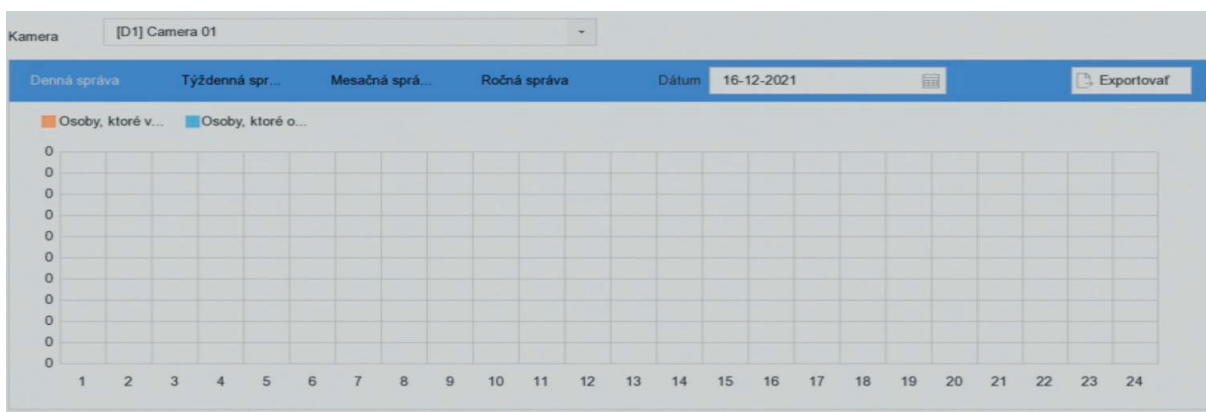 Kamera [D1] Camera 01
Denná správa Týždenná spr... Mesačná sprá... Ročná správa Dátum 16-12-2021 Exportovať
Osoby, ktoré v... Osoby, ktoré o...
0
0
0
0
0
0
0
0
0
0
0
1 2 3 4 5 6 7 8 9 10 11 12 13 14 15 16 17 18 19 20 21 22 23 24